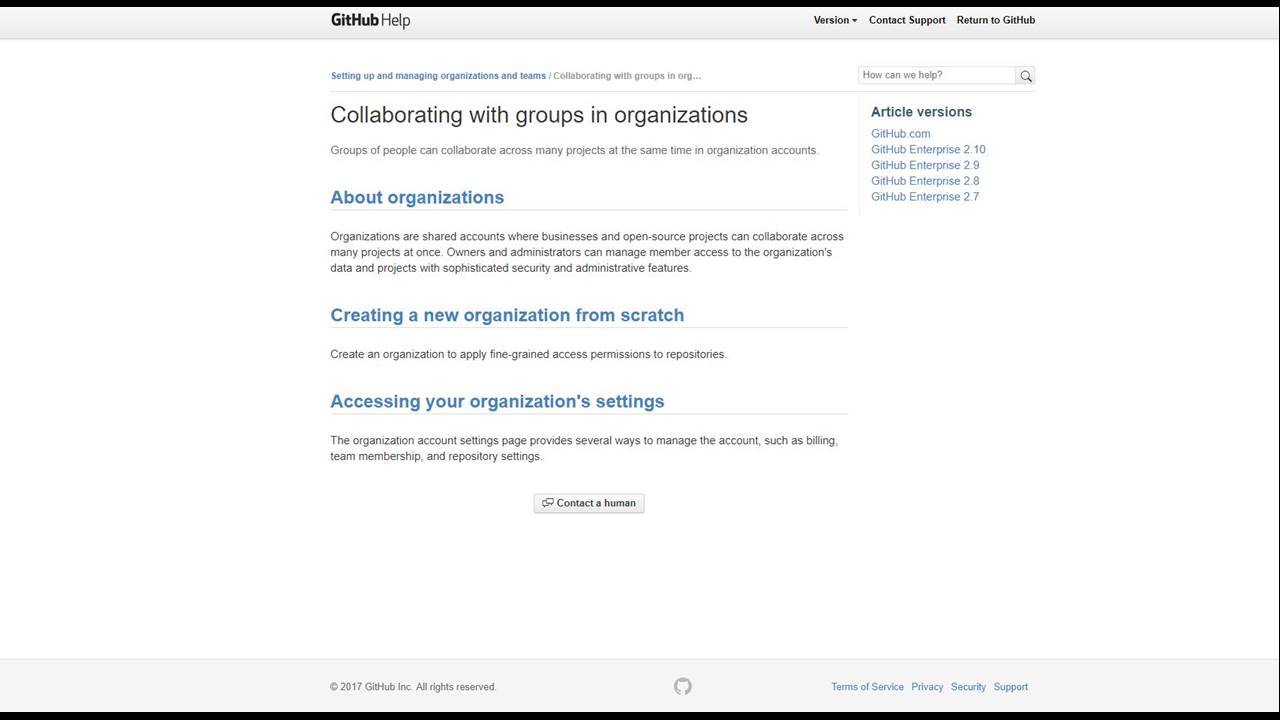 GitHub Help
Version Contact Support Return to GitHub
Setting up and managing organizations and teams / Collaborating with groups in org…
How can we help?
Collaborating with groups in organizations
Groups of people can collaborate across many projects at the same time in organization accounts.
About organizations
Organizations are shared accounts where businesses and open-source projects can collaborate across
many projects at once. Owners and administrators can manage member access to the organization's
data and projects with sophisticated security and administrative features.
Creating a new organization from scratch
Create an organization to apply fine-grained access permissions to repositories.
Accessing your organization's settings
The organization account settings page provides several ways to manage the account, such as billing,
team membership, and repository settings.
Contact a human
Article versions
GitHub.com
GitHub Enterprise 2.10
GitHub Enterprise 2.9
GitHub Enterprise 2.8
GitHub Enterprise 2.7
© 2017 GitHub Inc. All rights reserved.
Terms of Service Privacy Security Support